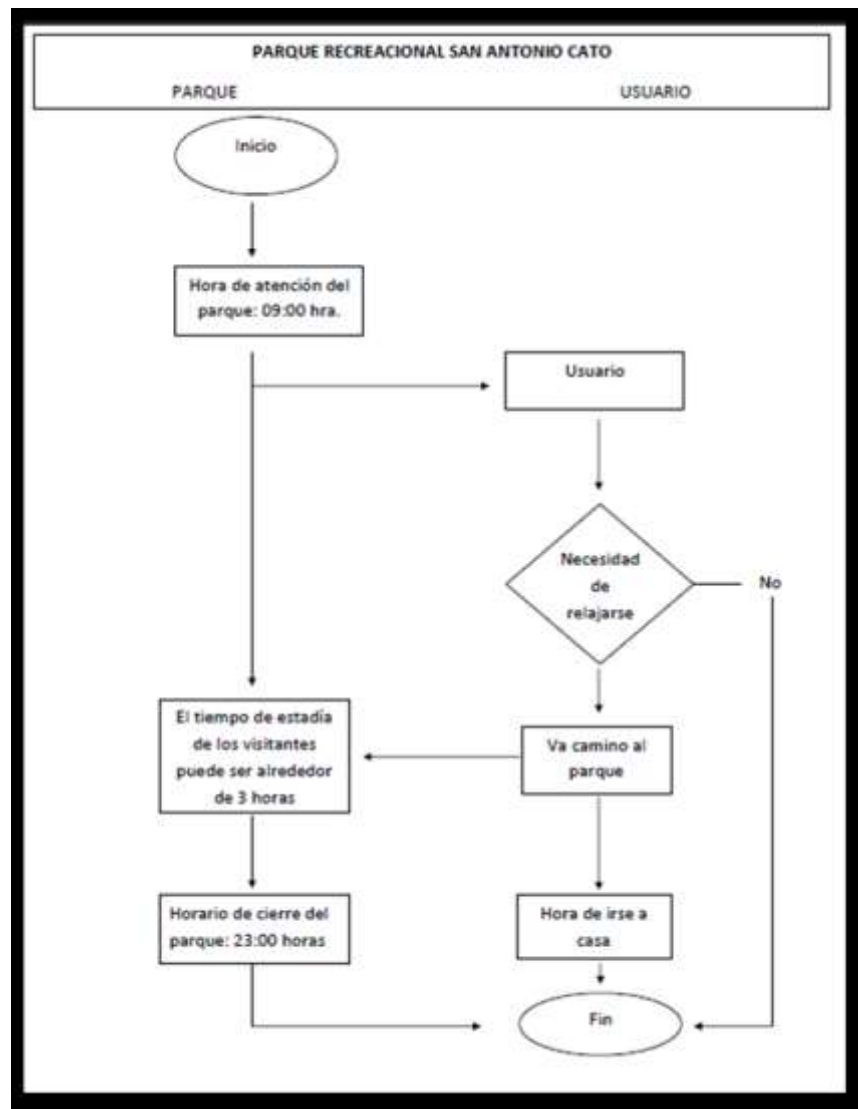 PARQUE RECREACIONAL SAN ANTONIO CATO
PARQUE USUARIO
Inicio
Hora de atención del
parque: 09:00 hra.
Usuario
Necesidad
de
relajarse
No
El tiempo de estadía
de los visitantes
puede ser alrededor
de 3 horas
Va camino al
parque
Horario de cierre del
parque: 23:00 horas
Hora de irse a
casa
Fin